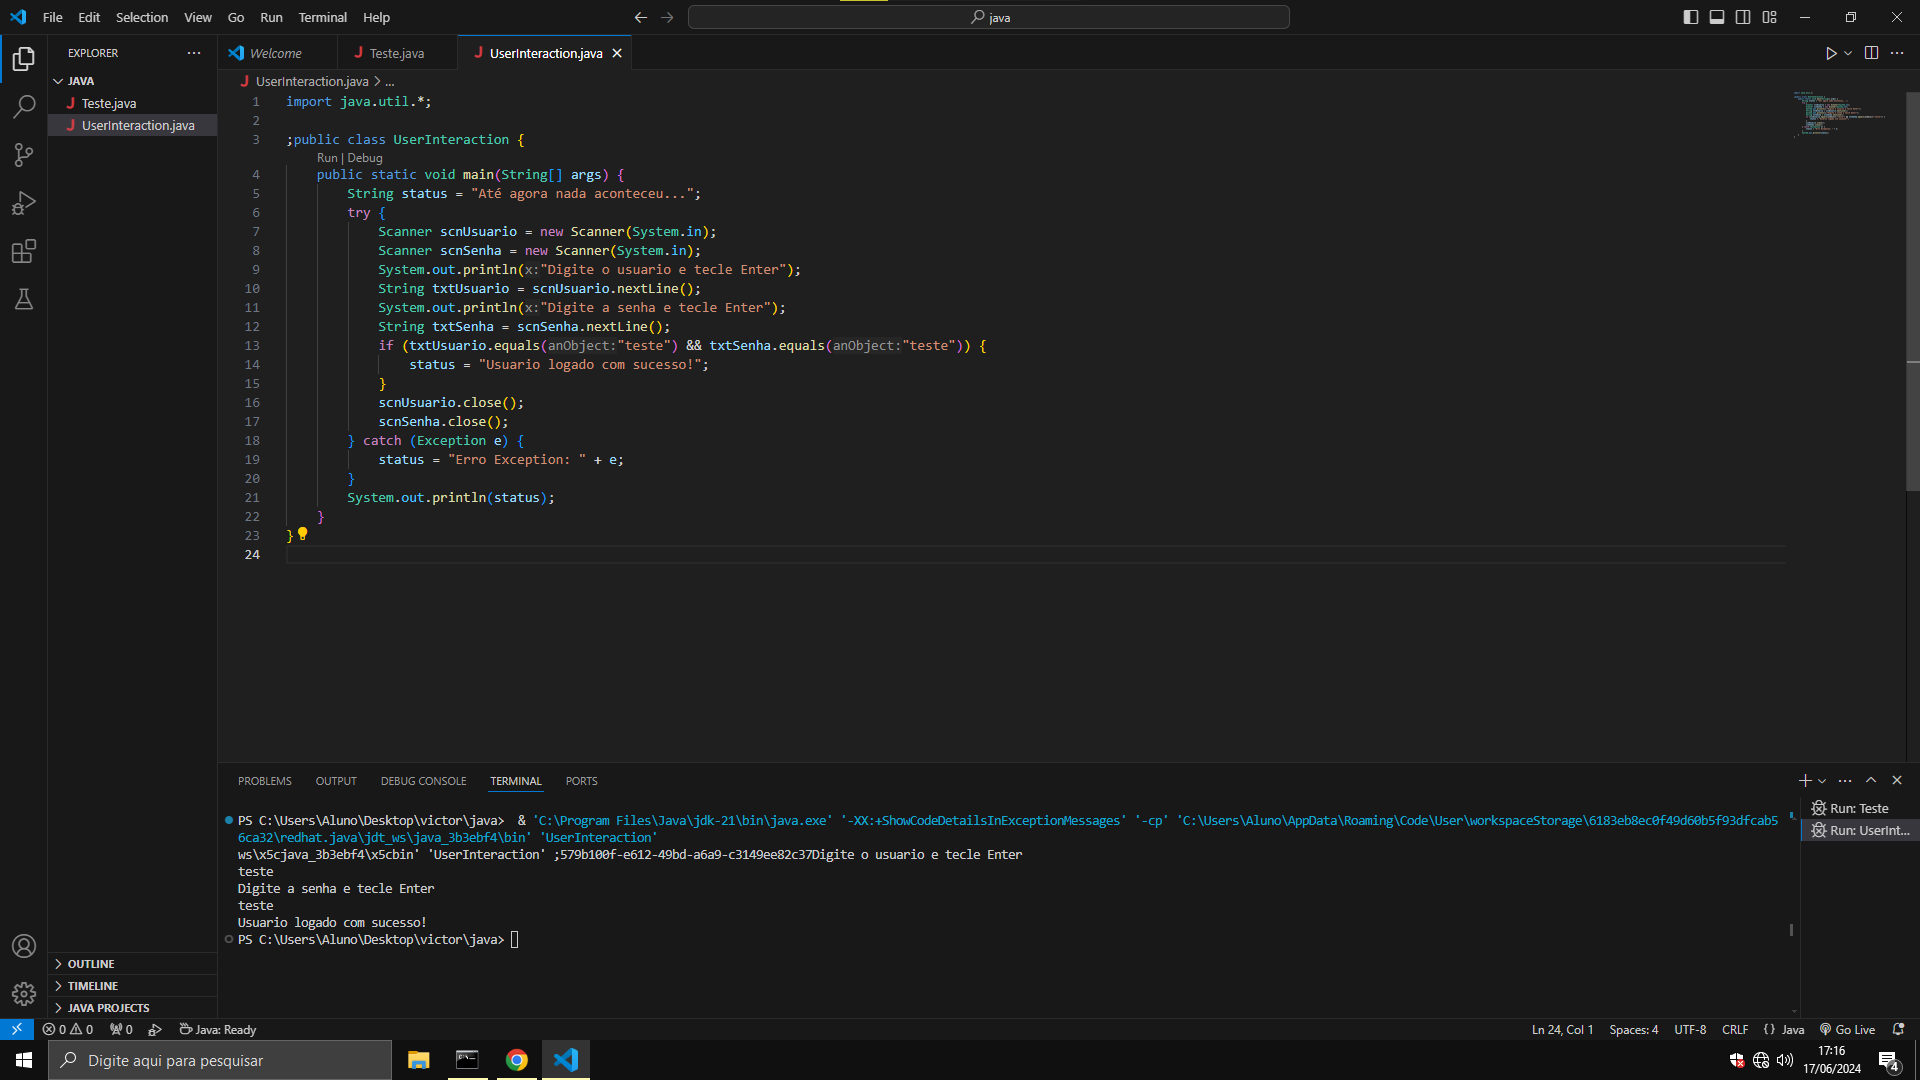 File Edit Selection View Go Run Terminal Help
java
EXPLORER
JAVA
Teste.java
UserInteraction.java
OUTLINE
TIMELINE
JAVA PROJECTS
Welcome
Teste.java
UserInteraction.java
UserInteraction.java > ...
1 import java.util.*;
2
3 ;public class UserInteraction {
Run | Debug
4 public static void main(String[] args) {
5 String status = "Até agora nada aconteceu...";
6 try {
7 Scanner scnUsuario = new Scanner(System.in);
8 Scanner scnSenha = new Scanner(System.in);
9 System.out.println(x:"Digite o usuario e tecle Enter");
10 String txtUsuario = scnUsuario.nextLine();
11 System.out.println(x:"Digite a senha e tecle Enter");
12 String txtSenha = scnSenha.nextLine();
13 if (txtUsuario.equals(anObject:"teste") && txtSenha.equals(anObject:"teste")) {
14 status = "Usuario logado com sucesso!";
15 }
16 scnUsuario.close();
17 scnSenha.close();
18 } catch (Exception e) {
19 status = "Erro Exception: " + e;
20 }
21 System.out.println(status);
22 }
23 }
24
PROBLEMS OUTPUT DEBUG CONSOLE TERMINAL PORTS
PS C:\Users\Aluno\Desktop\victor\java>  & 'C:\Program Files\Java\jdk-21\bin\java.exe' '-XX:+ShowCodeDetailsInExceptionMessages' '-cp' 'C:\Users\Aluno\AppData\Roaming\Code\User\workspaceStorage\6183eb8ec0f49d60b5f93dfcab5
6ca32\redhat.java\jdt_ws\java_3b3ebf4\bin' 'UserInteraction'
ws\x5cjava_3b3ebf4\x5cbin' 'UserInteraction' ;579b100f-e612-49bd-a6a9-c3149ee82c37Digite o usuario e tecle Enter
teste
Digite a senha e tecle Enter
teste
Usuario logado com sucesso!
PS C:\Users\Aluno\Desktop\victor\java>
Run: Teste
Run: UserInt...
0 0 0 Java: Ready
Ln 24, Col 1 Spaces: 4 UTF-8 CRLF {} Java Go Live
Digite aqui para pesquisar
17:16
17/06/2024
4